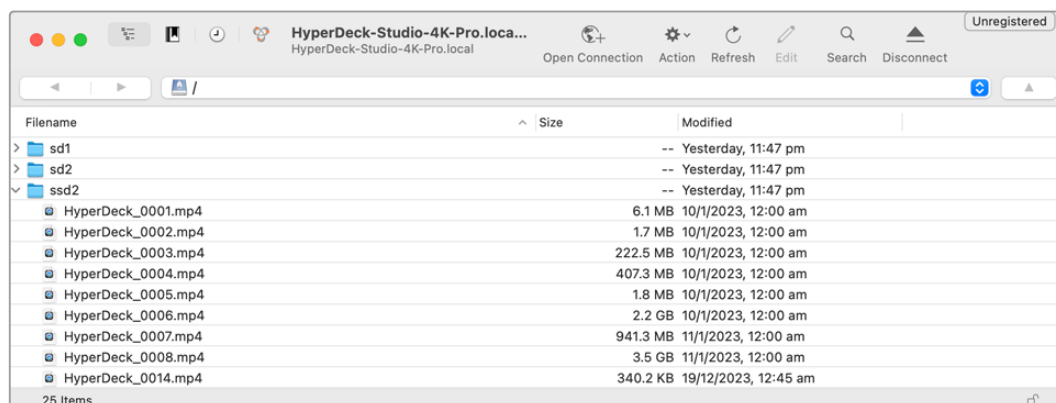 Unregistered
HyperDeck-Studio-4K-Pro.loca...
HyperDeck-Studio-4K-Pro.local
Open Connection Action Refresh Edit Search Disconnect
/
Filename Size Modified
sd1 -- Yesterday, 11:47 pm
sd2 -- Yesterday, 11:47 pm
ssd2 -- Yesterday, 11:47 pm
HyperDeck_0001.mp4 6.1 MB 10/1/2023, 12:00 am
HyperDeck_0002.mp4 1.7 MB 10/1/2023, 12:00 am
HyperDeck_0003.mp4 222.5 MB 10/1/2023, 12:00 am
HyperDeck_0004.mp4 407.3 MB 10/1/2023, 12:00 am
HyperDeck_0005.mp4 1.8 MB 10/1/2023, 12:00 am
HyperDeck_0006.mp4 2.2 GB 10/1/2023, 12:00 am
HyperDeck_0007.mp4 941.3 MB 11/1/2023, 12:00 am
HyperDeck_0008.mp4 3.5 GB 11/1/2023, 12:00 am
HyperDeck_0014.mp4 340.2 KB 19/12/2023, 12:45 am
25 Items